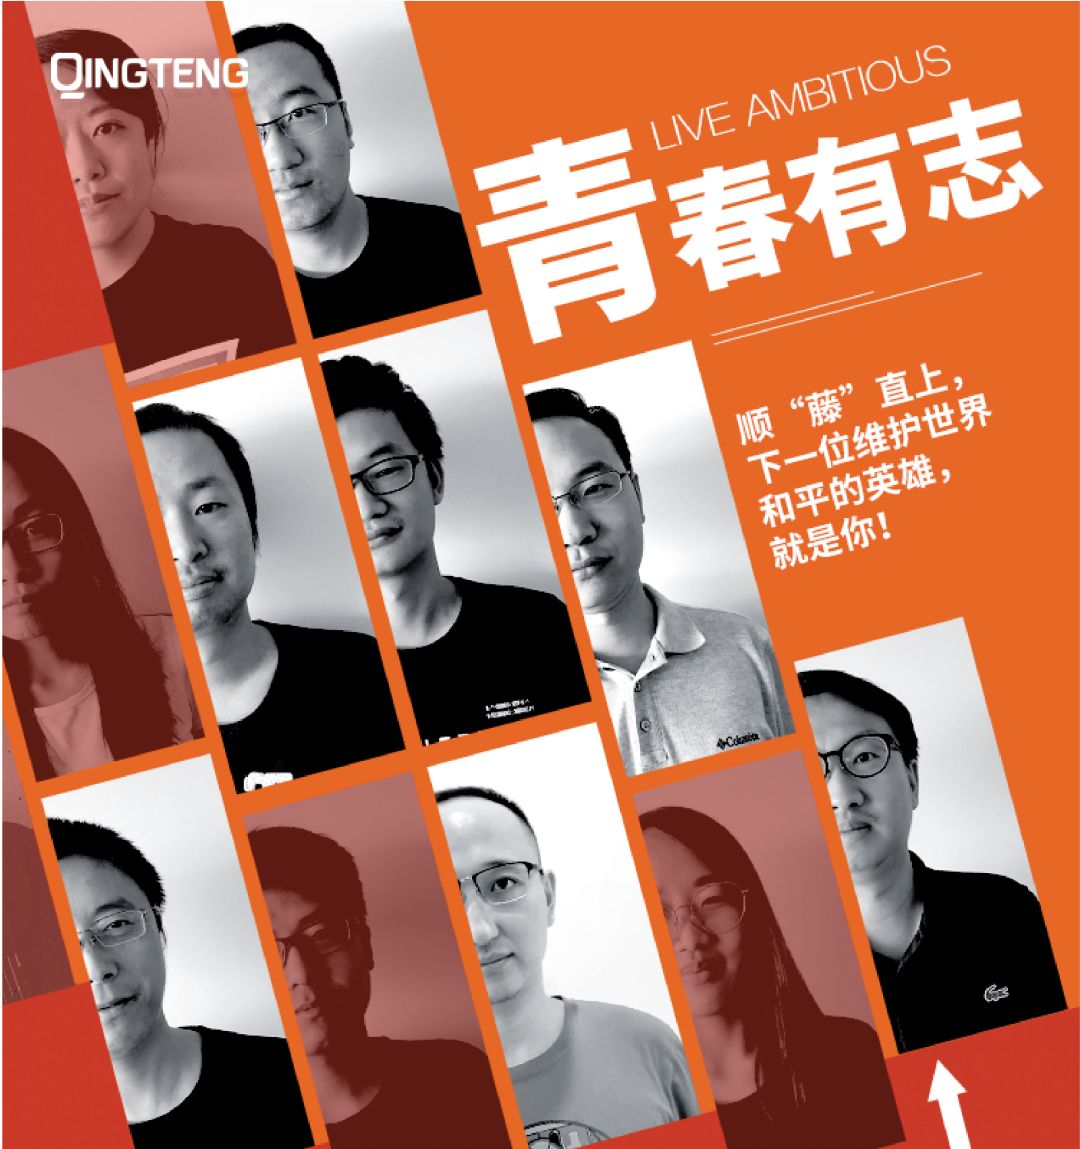 QINGTENG
LIVE AMBITIOUS
青春有志
顺“藤” 直上，
下一位维护世界
和平的英雄，
就是你！
Columbia